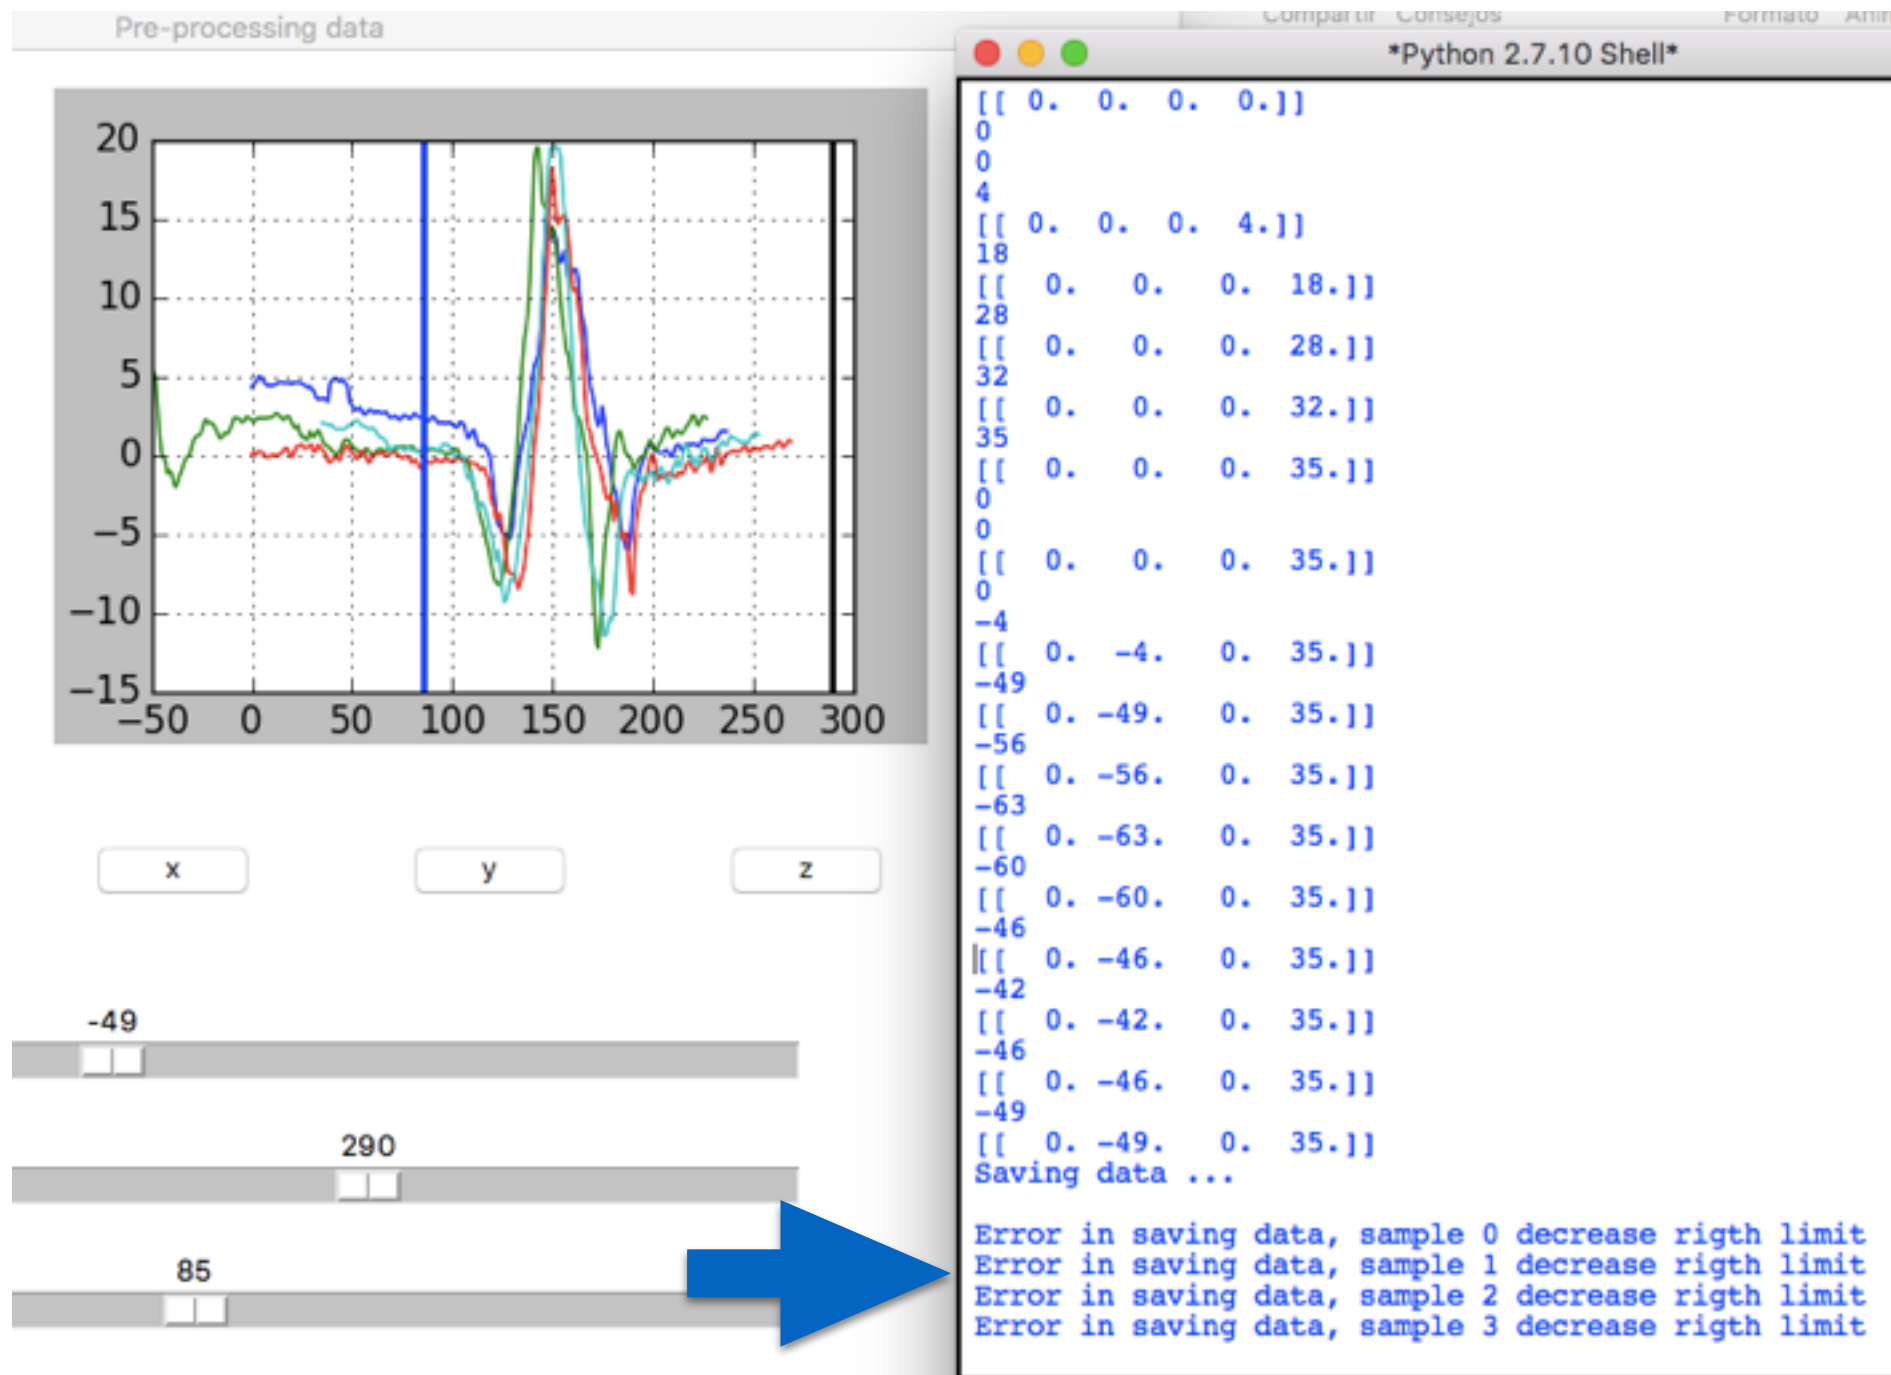 Pre-processing data
Compartir Consejos Formato
*Python 2.7.10 Shell*
20
15
10
5
0
−5
−10
−15
−50 0 50 100 150 200 250 300
x y z
-49
290
85
[[ 0. 0. 0. 0.]]
0
0
4
[[ 0. 0. 0. 4.]]
18
[[ 0. 0. 0. 18.]]
28
[[ 0. 0. 0. 28.]]
32
[[ 0. 0. 0. 32.]]
35
[[ 0. 0. 0. 35.]]
0
0
[[ 0. 0. 0. 35.]]
0
-4
[[ 0. -4. 0. 35.]]
-49
[[ 0. -49. 0. 35.]]
-56
[[ 0. -56. 0. 35.]]
-63
[[ 0. -63. 0. 35.]]
-60
[[ 0. -60. 0. 35.]]
-46
[[ 0. -46. 0. 35.]]
-42
[[ 0. -42. 0. 35.]]
-46
[[ 0. -46. 0. 35.]]
-49
[[ 0. -49. 0. 35.]]
Saving data ...
Error in saving data, sample 0 decrease rigth limit
Error in saving data, sample 1 decrease rigth limit
Error in saving data, sample 2 decrease rigth limit
Error in saving data, sample 3 decrease rigth limit